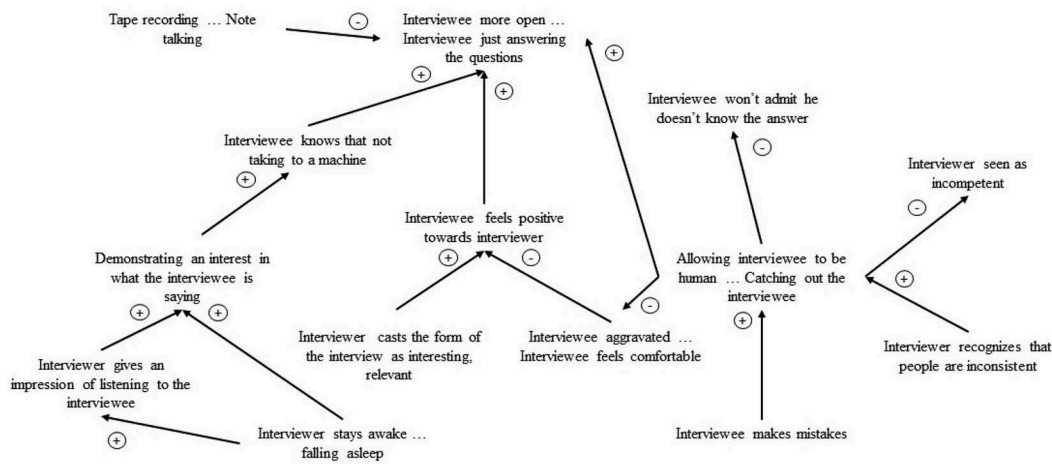 Tape recording … Note
talking
-
Interviewee more open …
Interviewee just answering
the questions
+
+
+
Interviewee won't admit he
doesn't know the answer
-
Interviewee knows that not
taking to a machine
+
Interviewer seen as
incompetent
-
Interviewee feels positive
towards interviewer
+
-
Demonstrating an interest in
what the interviewee is
saying
+
+
Allowing interviewee to be
human … Catching out the
interviewee
+
+
-
Interviewer casts the form of
the interview as interesting,
relevant
Interviewee aggravated …
Interviewee feels comfortable
Interviewer recognizes that
people are inconsistent
Interviewer gives an
impression of listening to the
interviewee
+
Interviewer stays awake …
falling asleep
Interviewee makes mistakes